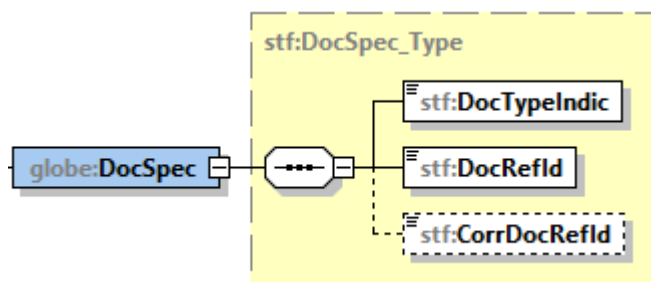 stf:DocSpec_Type
stf:DocTypeIndic
globe:DocSpec
stf:DocRefId
stf:CorrDocRefId